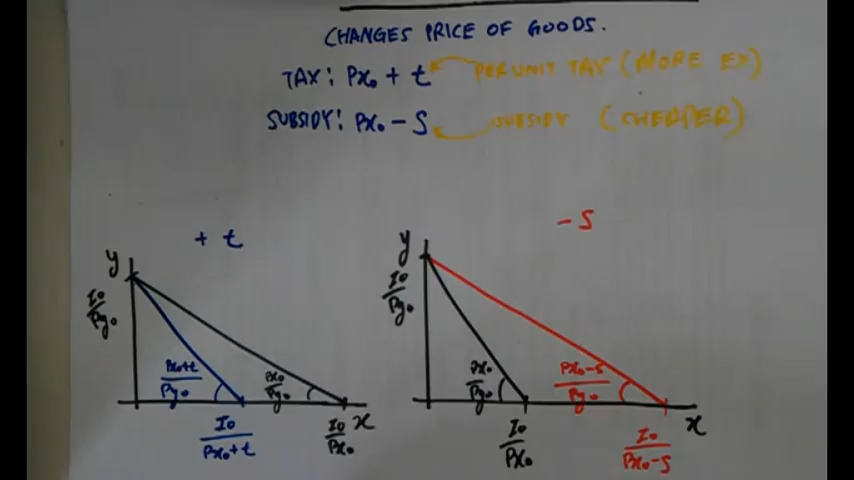 CHANGES PRICE OF GOODS.
TAX: Px₀ + t PER UNIT TAX (MORE EX)
SUBSIDY: Px₀ - S SUBSIDY (CHEAPER)
+ t
- S
y
I₀/Py₀
Px₀+t/Py₀
Px₀/Py₀
I₀/Px₀+t
I₀/Px₀
x
y
I₀/Py₀
Px₀/Py₀
Px₀-S/Py₀
I₀/Px₀
I₀/Px₀-S
x